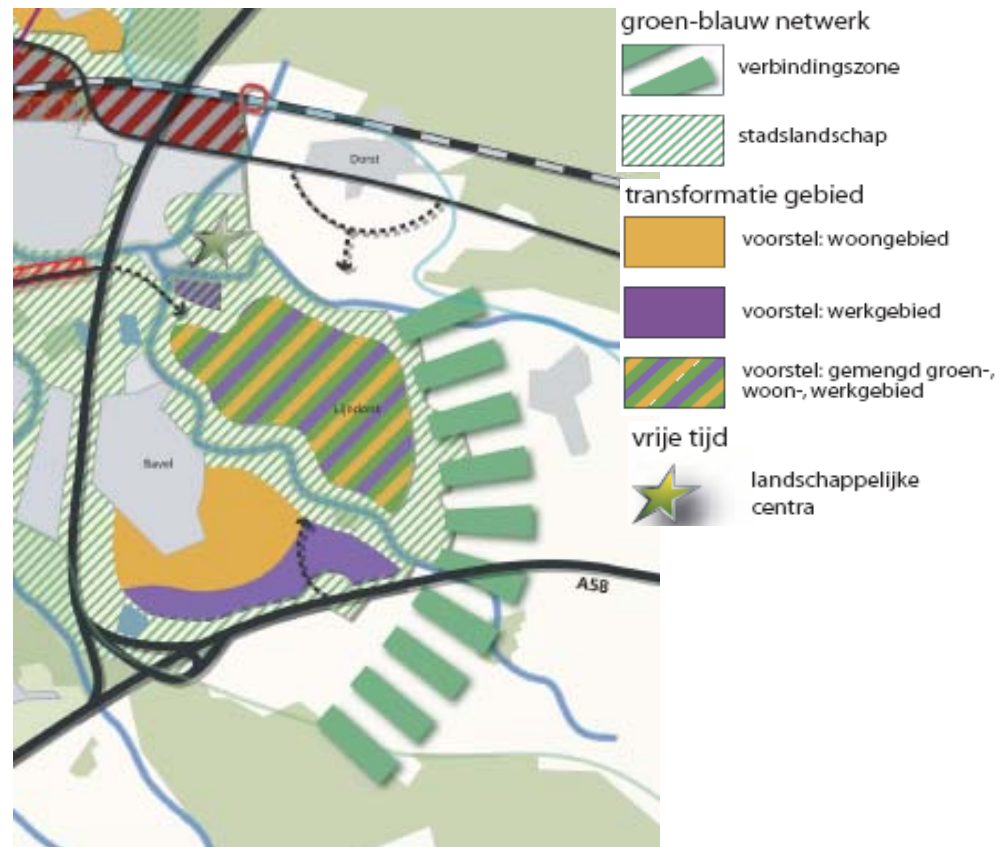 groen-blauw netwerk
verbindingszone
stadslandschap
transformatie gebied
voorstel: woongebied
voorstel: werkgebied
voorstel: gemengd groen-,
woon-, werkgebied
vrije tijd
landschappelijke
centra
Dorst
Lijndonk
Bavel
A58